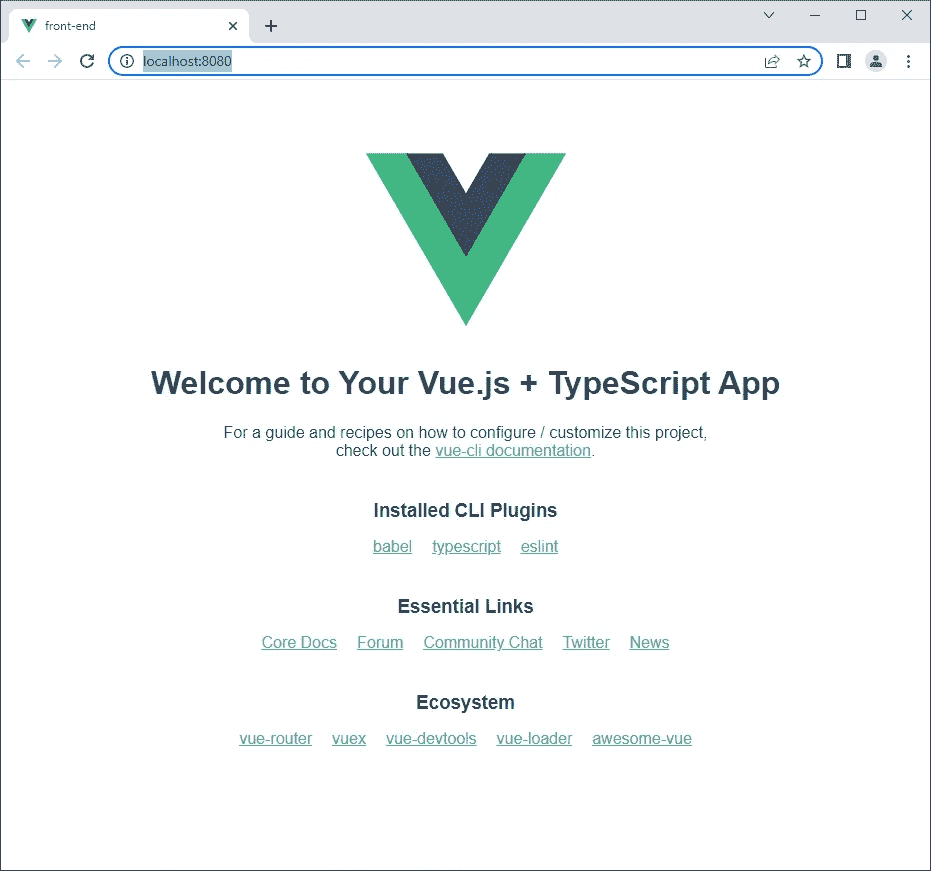 front-end
localhost:8080
Welcome to Your Vue.js + TypeScript App
For a guide and recipes on how to configure / customize this project,
check out the vue-cli documentation.
Installed CLI Plugins
babel typescript eslint
Essential Links
Core Docs Forum Community Chat Twitter News
Ecosystem
vue-router vuex vue-devtools vue-loader awesome-vue